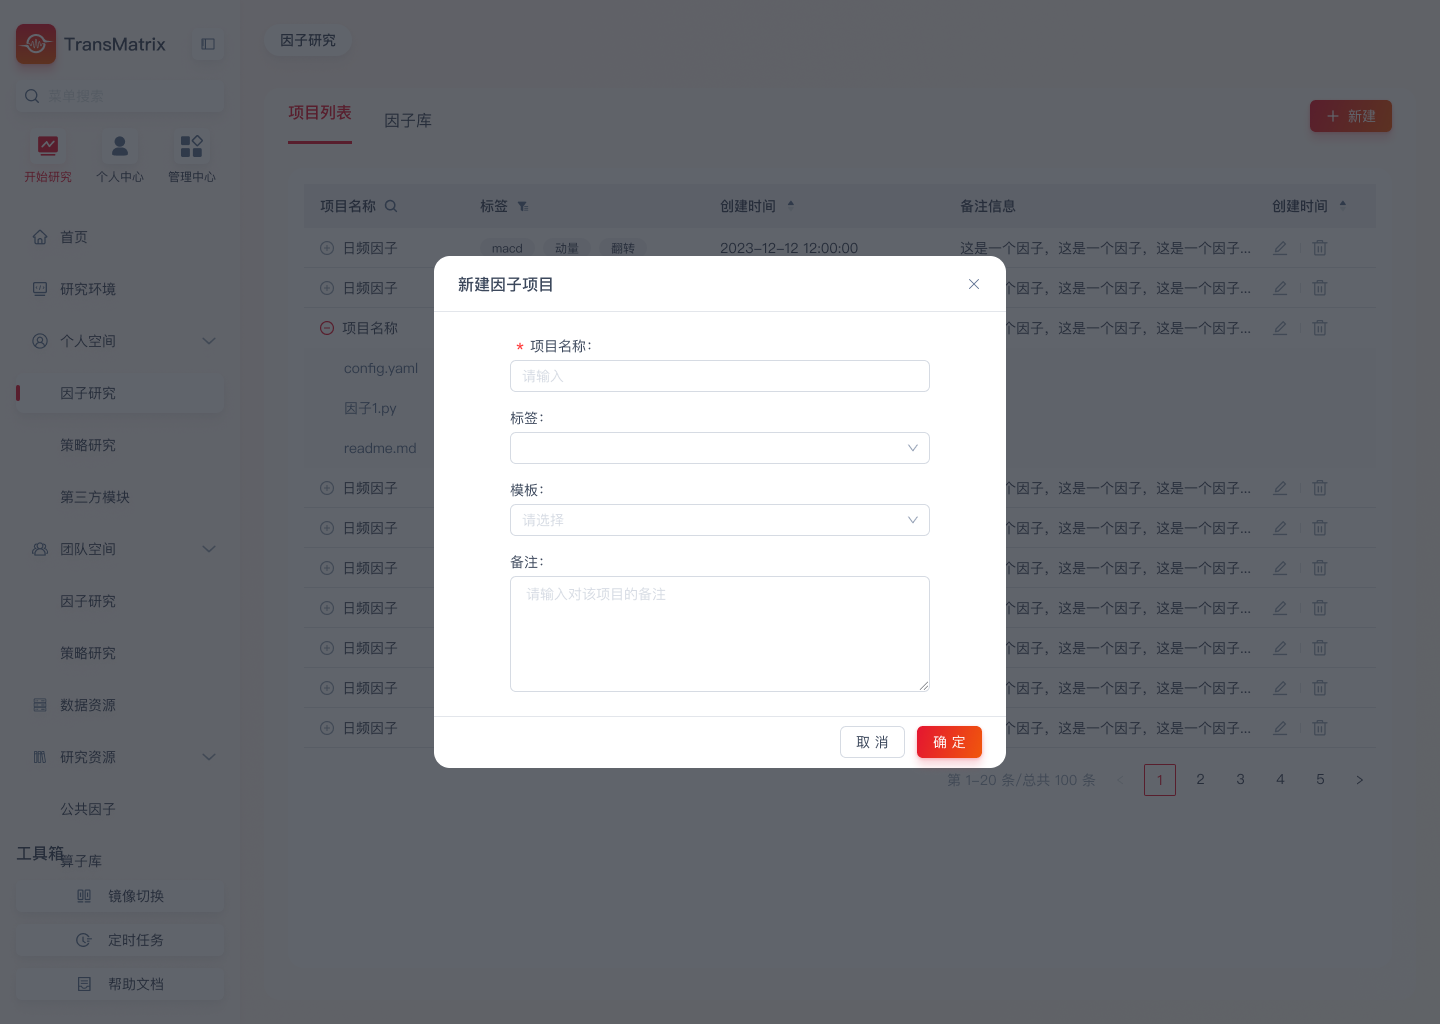 TransMatrix
菜单搜索
开始研究 个人中心 管理中心
首页
研究环境
个人空间
因子研究
策略研究
第三方模块
团队空间
因子研究
策略研究
数据资源
研究资源
公共因子
算子库
工具箱
镜像切换
定时任务
帮助文档
因子研究
项目列表 因子库
新建
项目名称 标签 创建时间 备注信息 创建时间
日频因子 macd 动量 翻转 2023-12-12 12:00:00 这是一个因子，这是一个因子，这是一个因子...
日频因子 个因子，这是一个因子，这是一个因子...
项目名称 个因子，这是一个因子，这是一个因子...
config.yaml
因子1.py
readme.md
日频因子 个因子，这是一个因子，这是一个因子...
日频因子 个因子，这是一个因子，这是一个因子...
日频因子 个因子，这是一个因子，这是一个因子...
日频因子 个因子，这是一个因子，这是一个因子...
日频因子 个因子，这是一个因子，这是一个因子...
日频因子 个因子，这是一个因子，这是一个因子...
日频因子 个因子，这是一个因子，这是一个因子...
第 1-20 条/总共 100 条 < 1 2 3 4 5 >
新建因子项目
* 项目名称：
请输入
标签：
模板：
请选择
备注：
请输入对该项目的备注
取 消 确 定